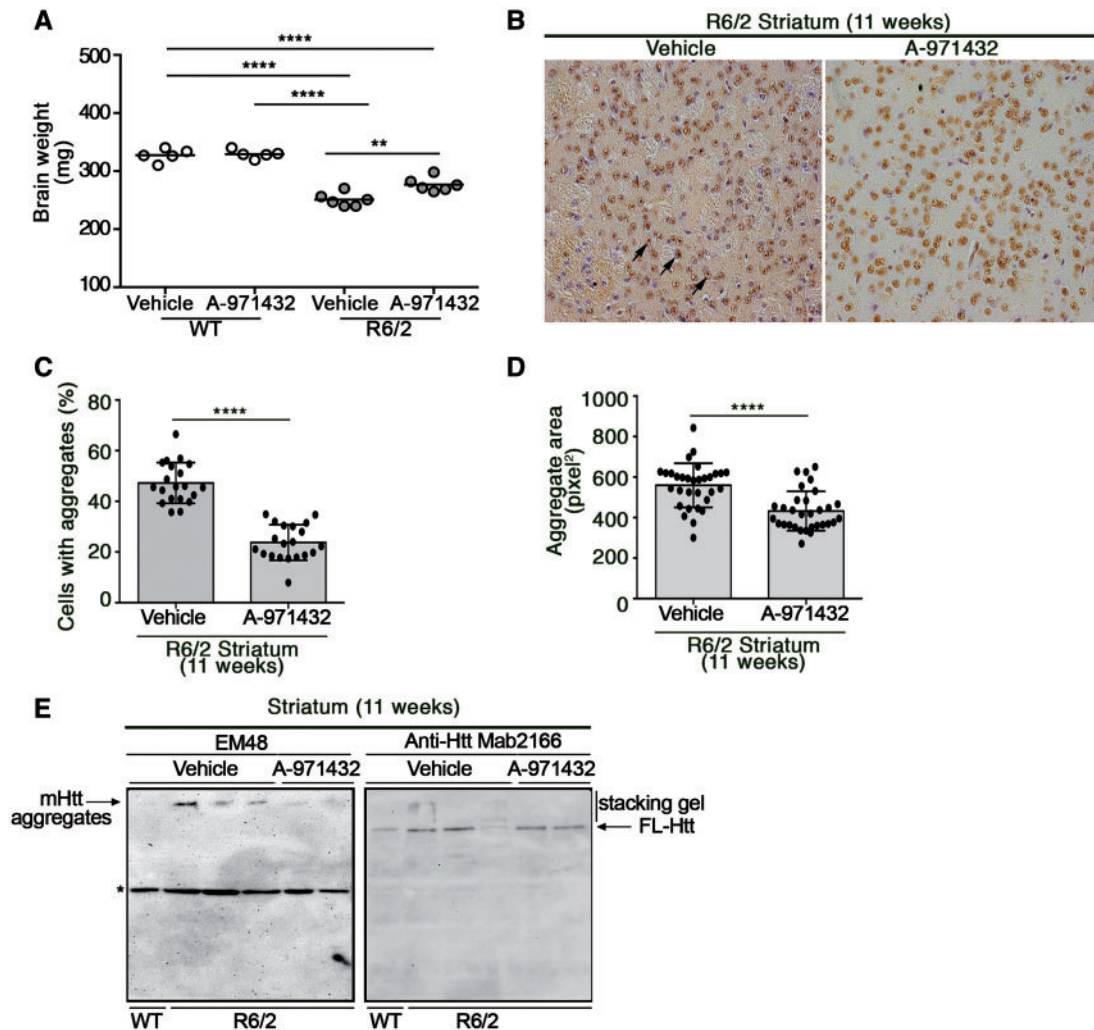 A
Brain weight
(mg)
500
400
300
200
100
****
****
****
**
Vehicle A-971432 Vehicle A-971432
WT R6/2
B
R6/2 Striatum (11 weeks)
Vehicle A-971432
C
Cells with aggregates (%)
80
60
40
20
0
****
Vehicle A-971432
R6/2 Striatum
(11 weeks)
D
Aggregate area
(pixel²)
1000
800
600
400
200
0
****
Vehicle A-971432
R6/2 Striatum
(11 weeks)
E
Striatum (11 weeks)
EM48 Anti-Htt Mab2166
Vehicle A-971432 Vehicle A-971432
mHtt
aggregates
stacking gel
FL-Htt
*
WT R6/2 WT R6/2